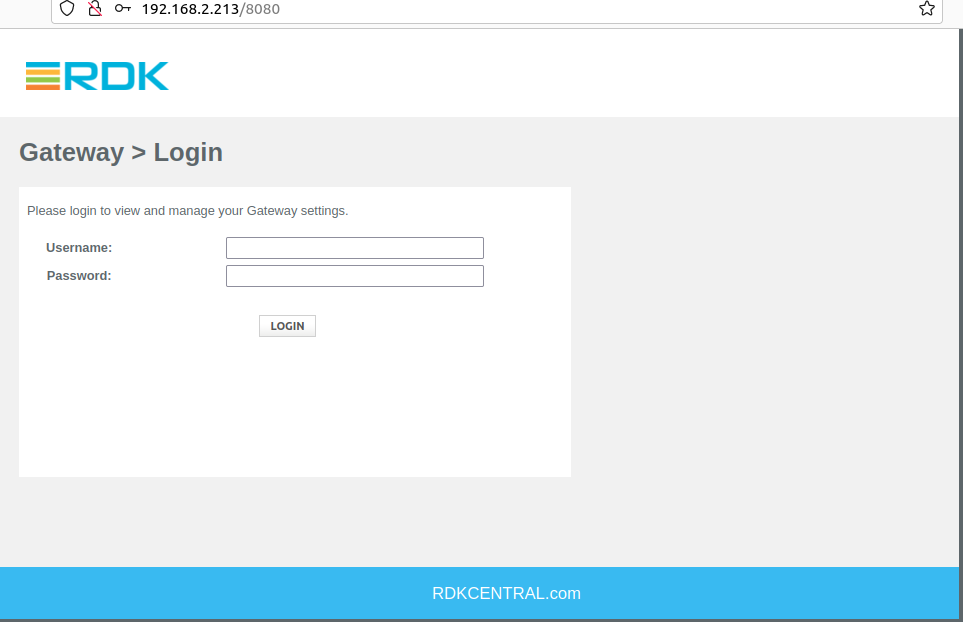 192.168.2.213/8080
RDK
Gateway > Login
Please login to view and manage your Gateway settings.
Username:
Password:
LOGIN
RDKCENTRAL.com